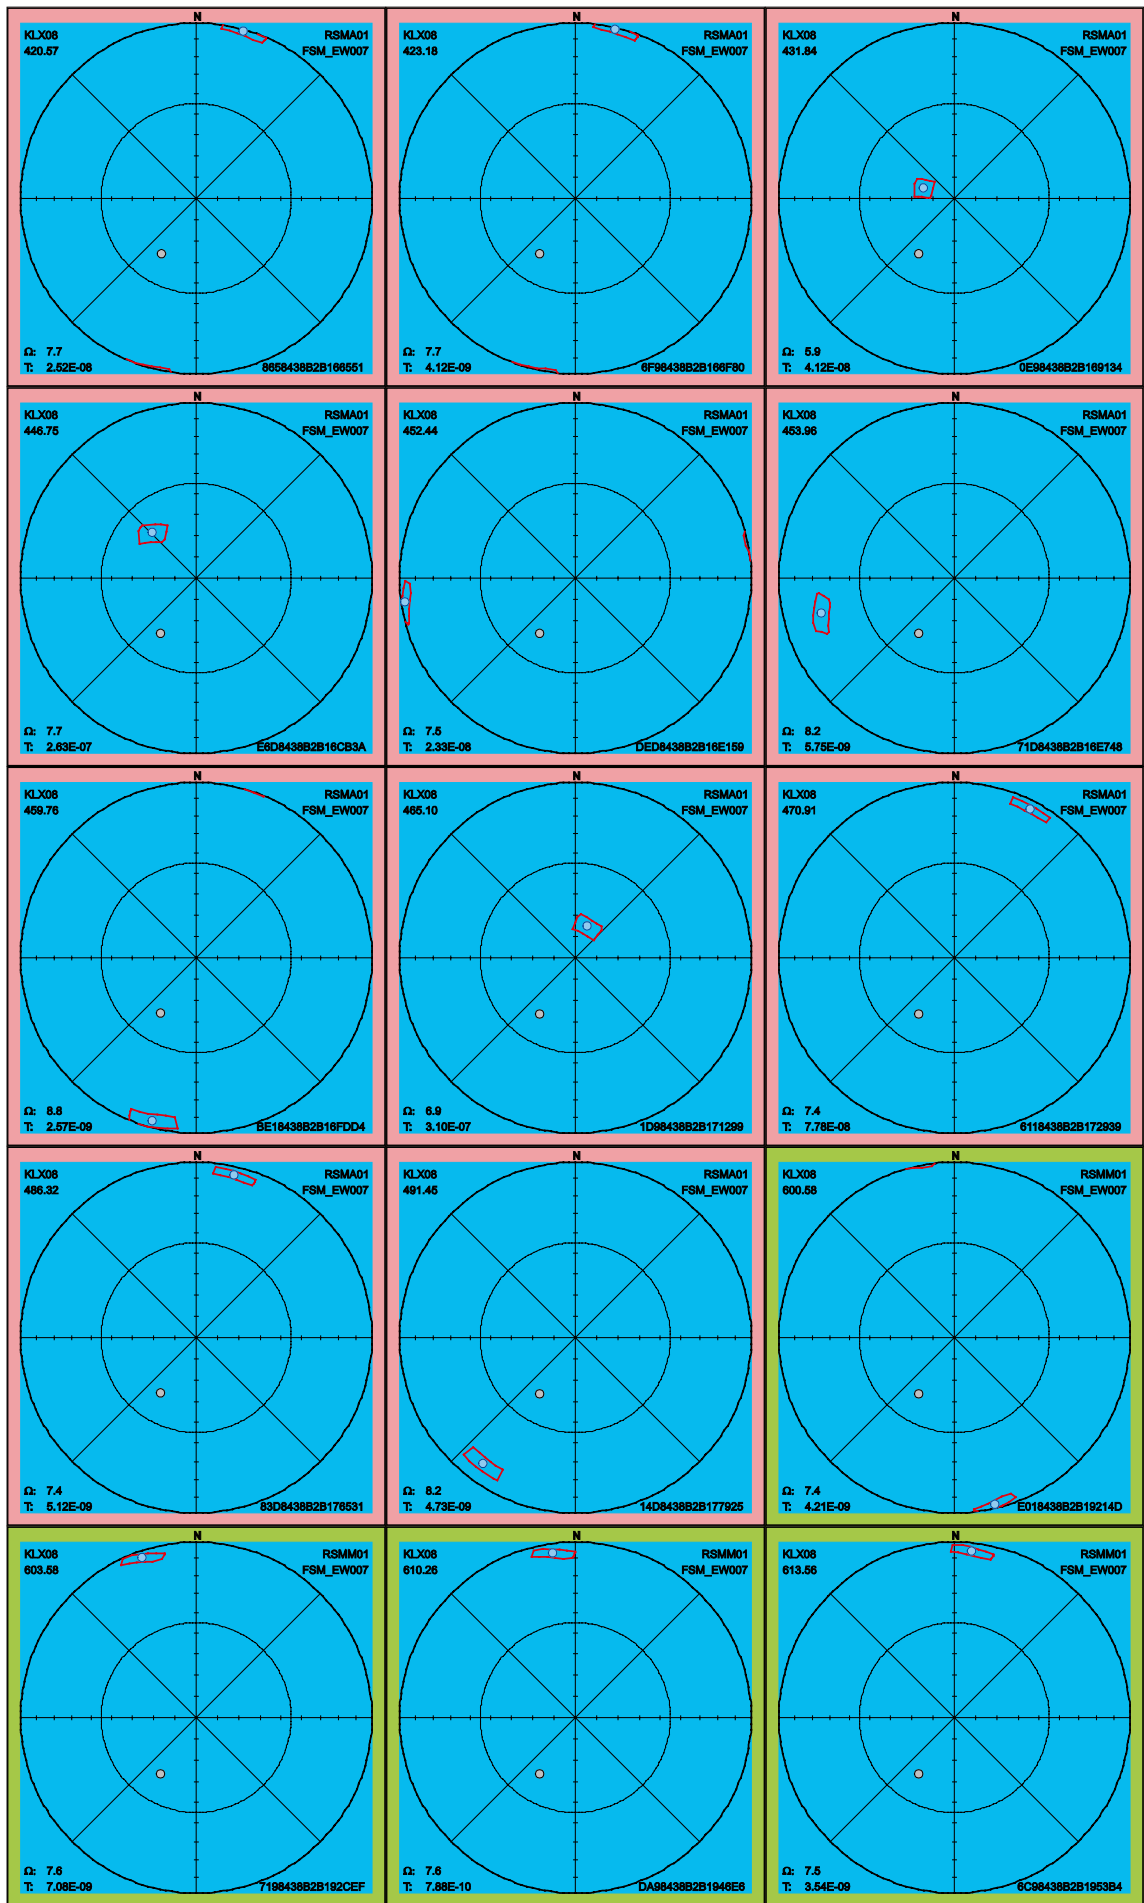 N
KLX08 RSMA01
420.57 FSM_EW007
Ω: 7.7
T: 2.52E-08 8658438B2B166551
N
KLX08 RSMA01
423.18 FSM_EW007
Ω: 7.7
T: 4.12E-09 6F98438B2B166F80
N
KLX08 RSMA01
431.84 FSM_EW007
Ω: 5.9
T: 4.12E-08 0E98438B2B169134
N
KLX08 RSMA01
446.75 FSM_EW007
Ω: 7.7
T: 2.63E-07 E6D8438B2B16CB3A
N
KLX08 RSMA01
452.44 FSM_EW007
Ω: 7.5
T: 2.33E-06 DED8438B2B16E159
N
KLX08 RSMA01
453.96 FSM_EW007
Ω: 8.2
T: 5.75E-09 71D8438B2B16E748
N
KLX08 RSMA01
459.76 FSM_EW007
Ω: 8.8
T: 2.57E-09 BE18438B2B16FDD4
N
KLX08 RSMA01
465.10 FSM_EW007
Ω: 6.9
T: 3.10E-07 1D98438B2B171299
N
KLX08 RSMA01
470.91 FSM_EW007
Ω: 7.4
T: 7.78E-08 6118438B2B172939
N
KLX08 RSMA01
486.32 FSM_EW007
Ω: 7.4
T: 5.12E-09 83D8438B2B176531
N
KLX08 RSMA01
491.45 FSM_EW007
Ω: 8.2
T: 4.73E-09 14D8438B2B177925
N
KLX08 RSMM01
600.58 FSM_EW007
Ω: 7.4
T: 4.21E-09 E018438B2B19214D
N
KLX08 RSMM01
603.58 FSM_EW007
Ω: 7.6
T: 7.08E-09 7198438B2B192CEF
N
KLX08 RSMM01
610.26 FSM_EW007
Ω: 7.6
T: 7.88E-10 DA98438B2B1946E6
N
KLX08 RSMM01
613.56 FSM_EW007
Ω: 7.5
T: 3.54E-09 6C98438B2B1953B4